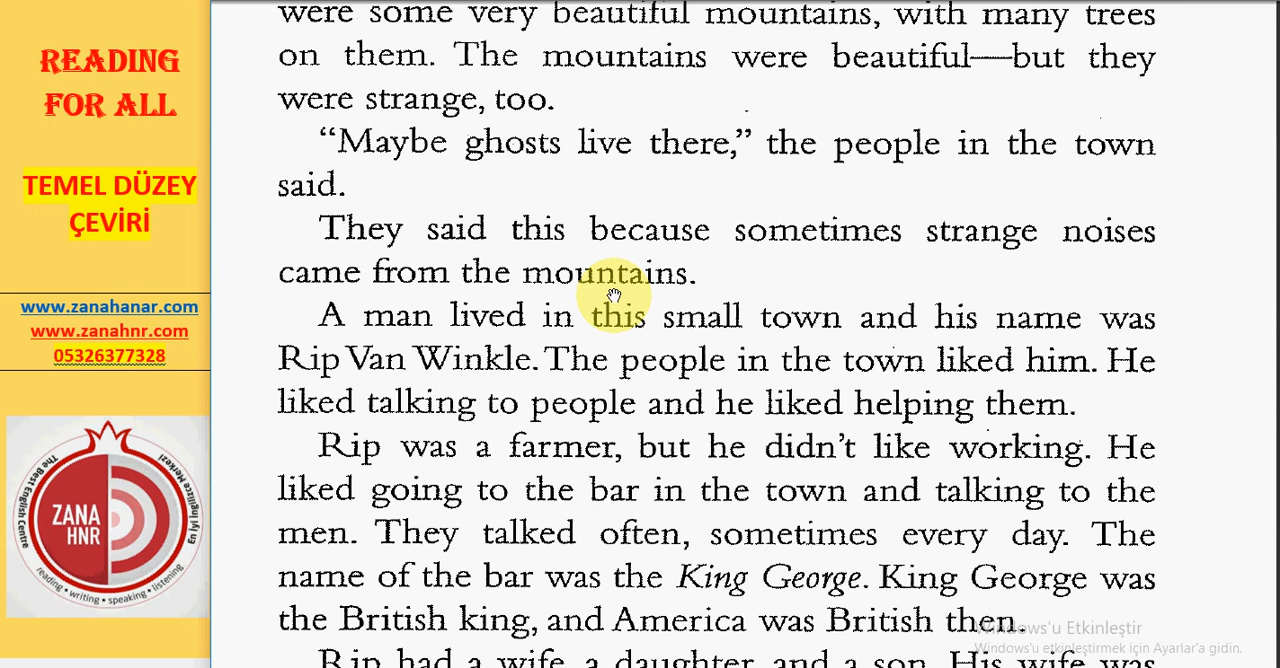 READING
FOR ALL
TEMEL DÜZEY
ÇEVİRİ
www.zanahanar.com
www.zanahnr.com
05326377328
The Best English Centre
En İyi İngilizce Merkezi
ZANA
HNR
reading • writing • speaking • listening
were some very beautiful mountains, with many trees
on them. The mountains were beautiful—but they
were strange, too.
“Maybe ghosts live there,” the people in the town
said.
They said this because sometimes strange noises
came from the mountains.
A man lived in this small town and his name was
Rip Van Winkle. The people in the town liked him. He
liked talking to people and he liked helping them.
Rip was a farmer, but he didn’t like working. He
liked going to the bar in the town and talking to the
men. They talked often, sometimes every day. The
name of the bar was the King George. King George was
the British king, and America was British then.
Rip had a wife, a daughter and a son. His wife was
Windows'u Etkinleştir
Windows'u etkinleştirmek için Ayarlar'a gidin.